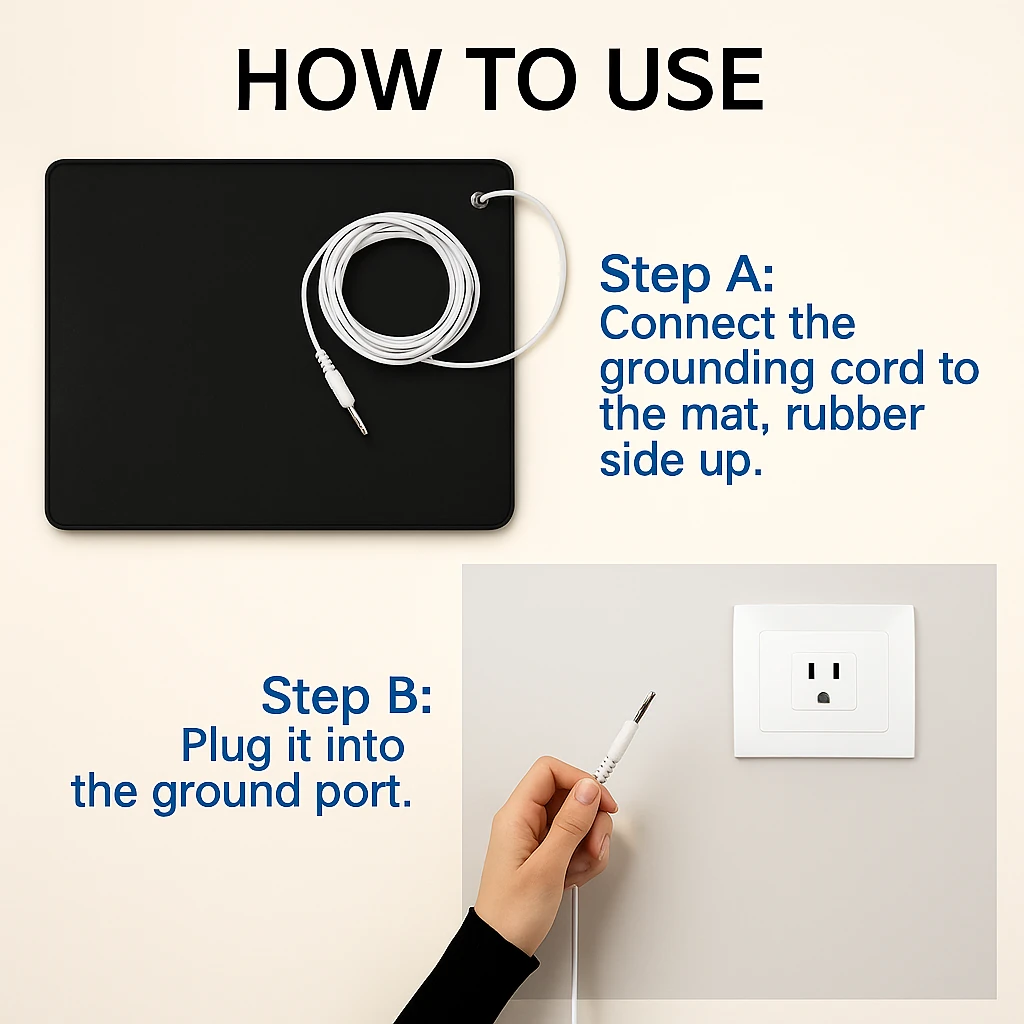 HOW TO USE
Step A:
Connect the
grounding cord to
the mat, rubber
side up.
Step B:
Plug it into
the ground port.